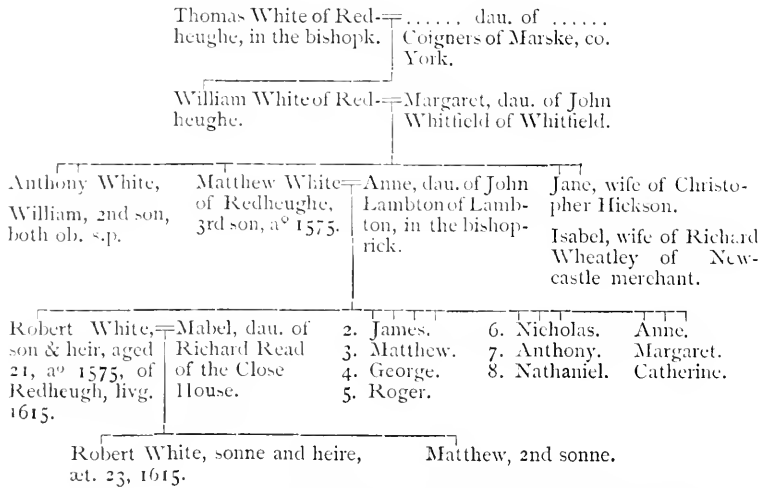 Thomas White of Red-
heughe, in the bishopk.
...... dau. of ......
Coigners of Marske, co.
York.
William White of Red-
heughe.
Margaret, dau. of John
Whitfield of Whitfield.
Anthony White,
William, 2nd son,
both ob. s.p.
Matthew White
of Redheughe,
3rd son, aº 1575.
Anne, dau. of John
Lambton of Lamb-
ton, in the bishop-
rick.
Jane, wife of Christo-
pher Hickson.
Isabel, wife of Richard
Wheatley of New-
castle merchant.
Robert White,
son & heir, aged
21, aº 1575, of
Redheugh, livg.
1615.
Mabel, dau. of
Richard Read
of the Close
House.
2. James.
3. Matthew.
4. George.
5. Roger.
6. Nicholas.
7. Anthony.
8. Nathaniel.
Anne.
Margaret.
Catherine.
Robert White, sonne and heire,
æt. 23, 1615.
Matthew, 2nd sonne.